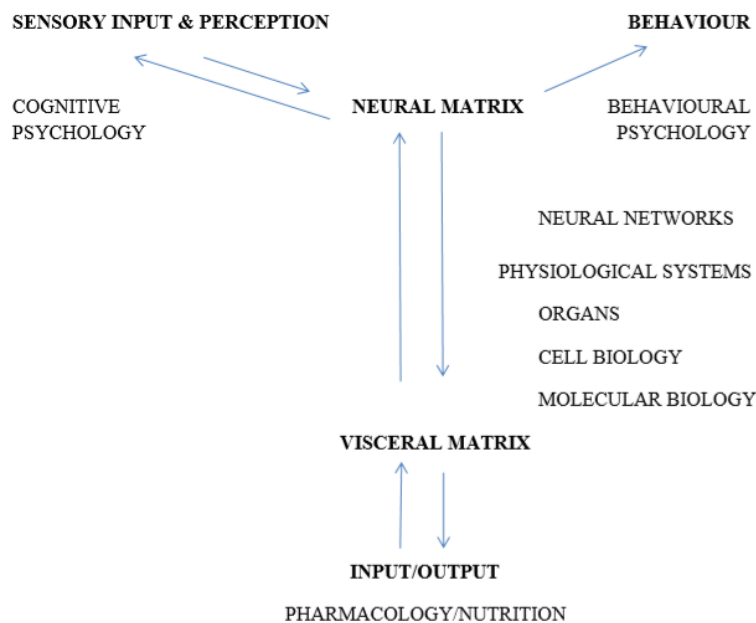 SENSORY INPUT & PERCEPTION
BEHAVIOUR
COGNITIVE
PSYCHOLOGY
NEURAL MATRIX
BEHAVIOURAL
PSYCHOLOGY
NEURAL NETWORKS
PHYSIOLOGICAL SYSTEMS
ORGANS
CELL BIOLOGY
MOLECULAR BIOLOGY
VISCERAL MATRIX
INPUT/OUTPUT
PHARMACOLOGY/NUTRITION